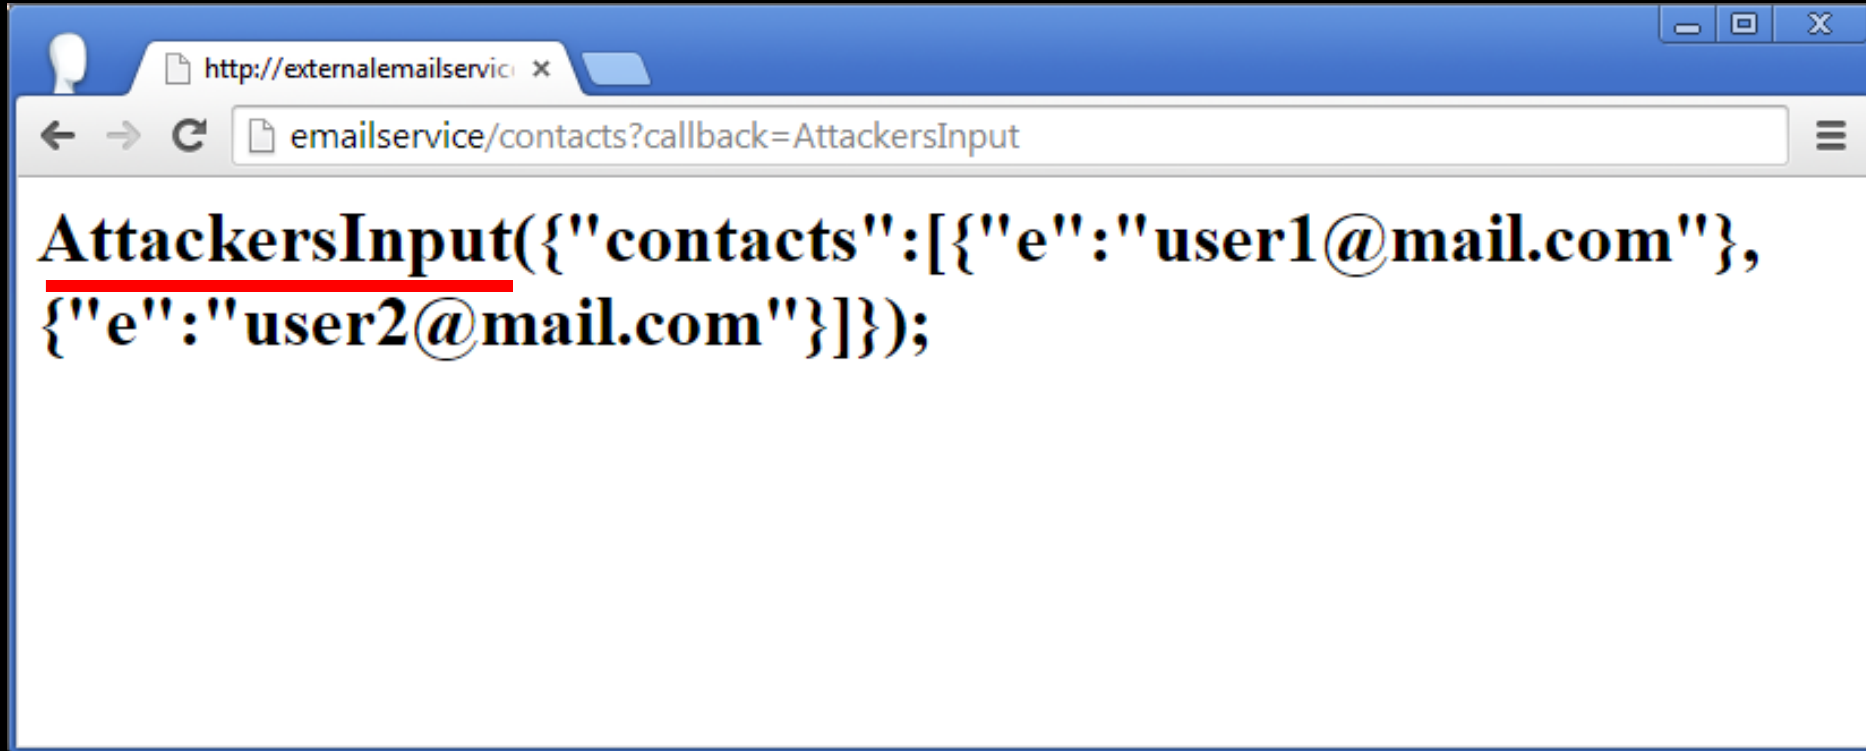 http://externalemailservic
emailservice/contacts?callback=AttackersInput
AttackersInput({"contacts":[{"e":"user1@mail.com"},
{"e":"user2@mail.com"}]});